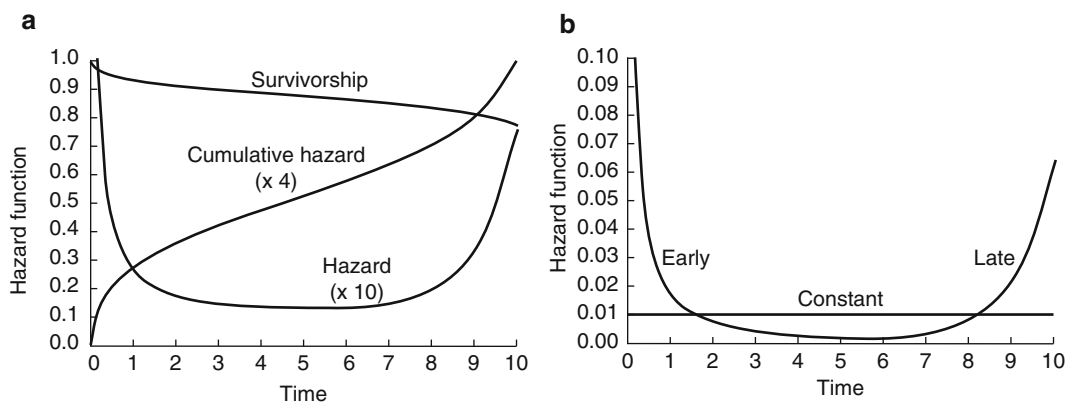 a
1.0
0.9
0.8
0.7
0.6
0.5
0.4
0.3
0.2
0.1
0.0
Hazard function
Survivorship
Cumulative hazard
(x 4)
Hazard
(x 10)
0 1 2 3 4 5 6 7 8 9 10
Time
b
0.10
0.09
0.08
0.07
0.06
0.05
0.04
0.03
0.02
0.01
0.00
Hazard function
Early
Constant
Late
0 1 2 3 4 5 6 7 8 9 10
Time